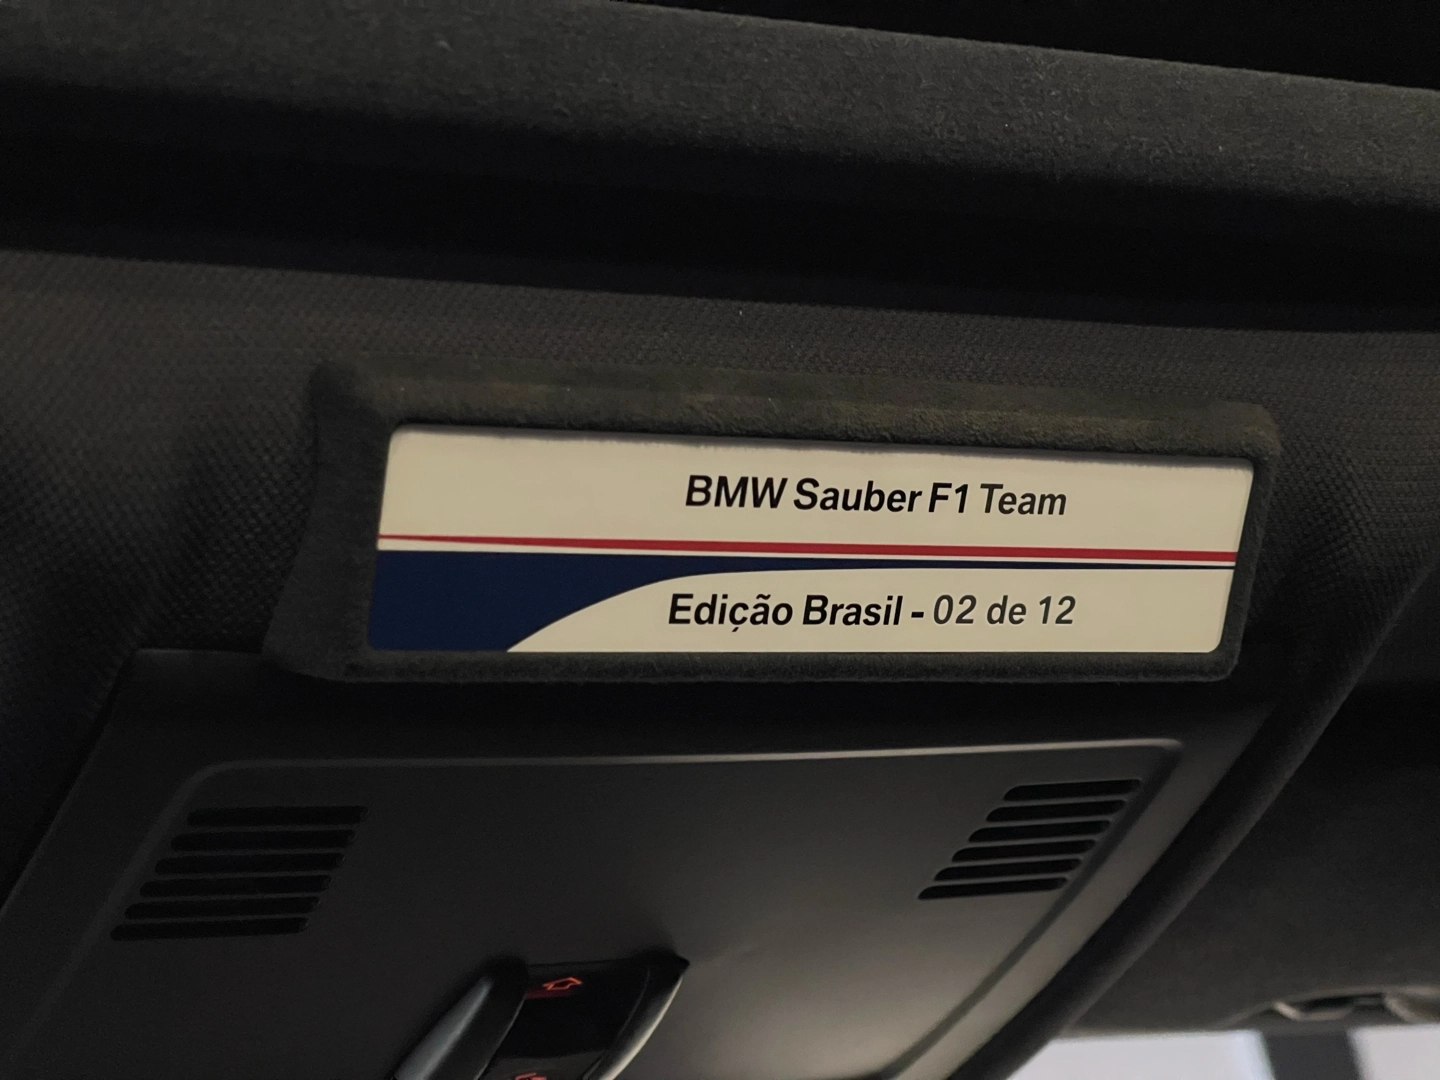 BMW Sauber F1 Team
Edição Brasil - 02 de 12